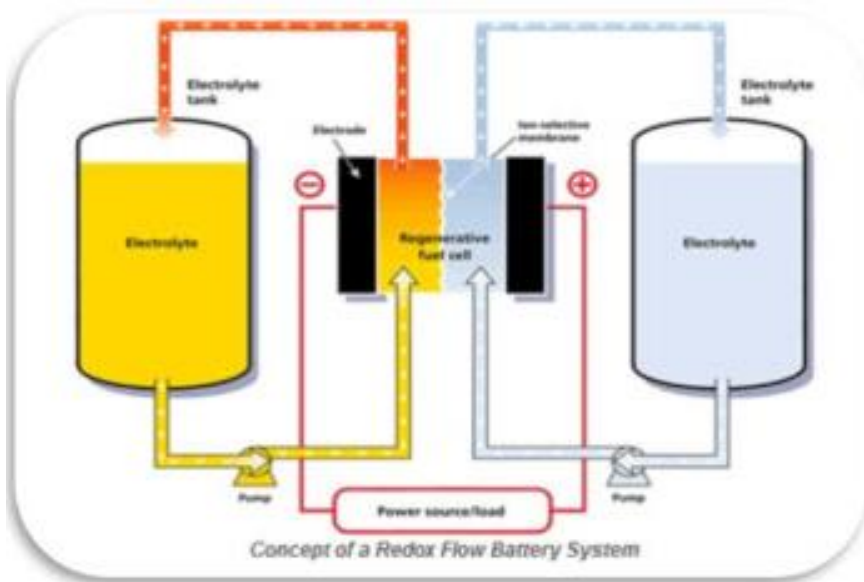 Electrolyte
tank
Electrode
Ion-selective
membrane
Electrolyte
tank
−
+
Electrolyte
Regenerative
fuel cell
Electrolyte
Pump
Pump
Power source/load
Concept of a Redox Flow Battery System